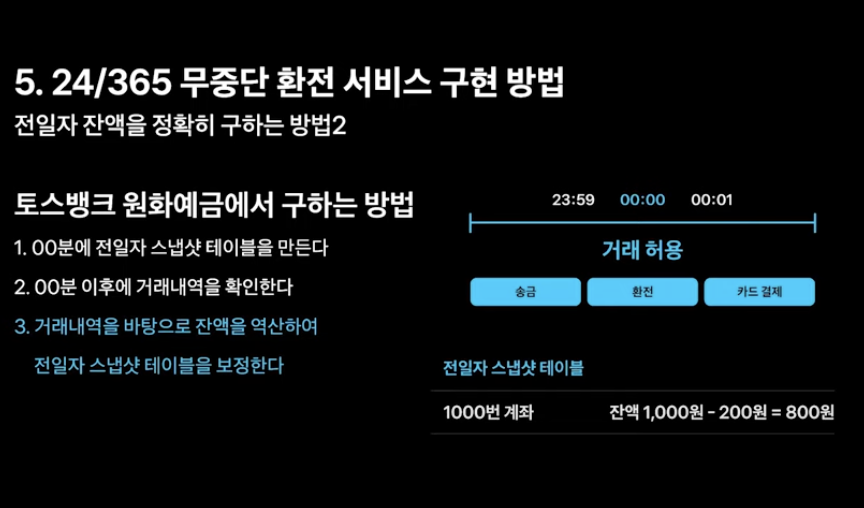 5. 24/365 무중단 환전 서비스 구현 방법
전일자 잔액을 정확히 구하는 방법2
토스뱅크 원화예금에서 구하는 방법
1. 00분에 전일자 스냅샷 테이블을 만든다
2. 00분 이후에 거래내역을 확인한다
3. 거래내역을 바탕으로 잔액을 역산하여
전일자 스냅샷 테이블을 보정한다
23:59 00:00 00:01
거래 허용
송금 환전 카드 결제
전일자 스냅샷 테이블
1000번 계좌 잔액 1,000원 - 200원 = 800원